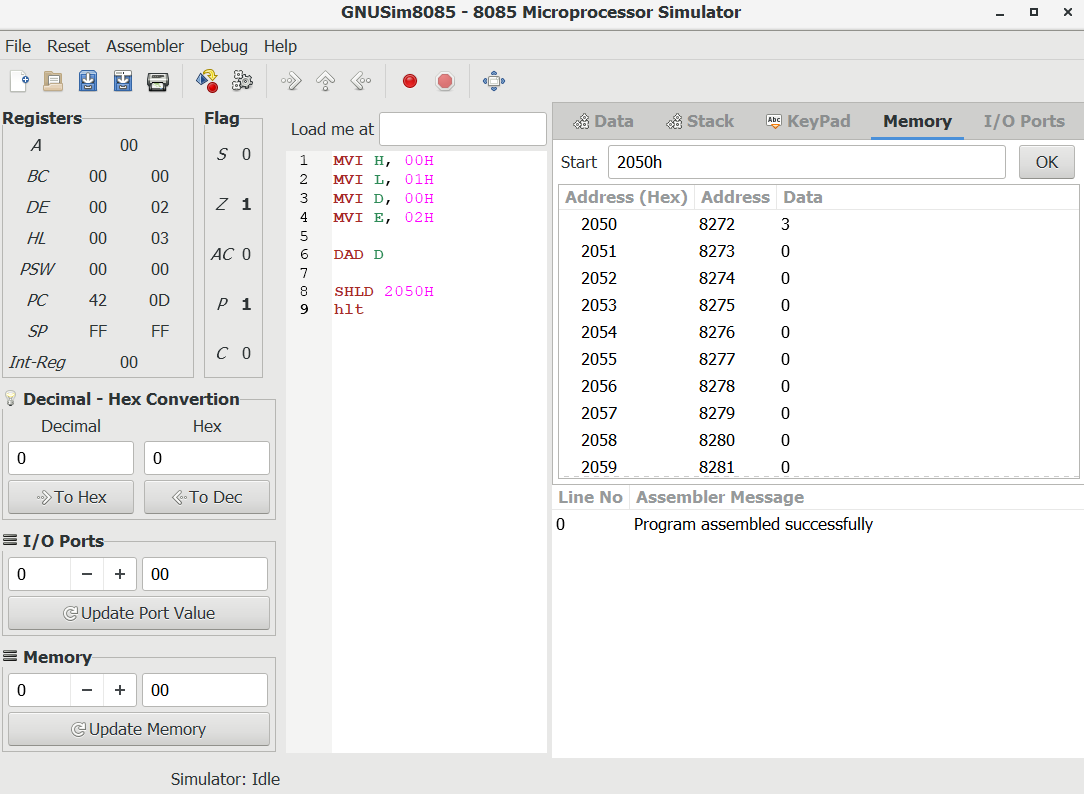 GNUSim8085 - 8085 Microprocessor Simulator
File Reset Assembler Debug Help
Registers
A 00
BC 00 00
DE 00 02
HL 00 03
PSW 00 00
PC 42 0D
SP FF FF
Int-Reg 00
Flag
S 0
Z 1
AC 0
P 1
C 0
Decimal - Hex Convertion
Decimal Hex
0 0
To Hex To Dec
I/O Ports
0 − + 00
Update Port Value
Memory
0 − + 00
Update Memory
Load me at
1 MVI H, 00H
2 MVI L, 01H
3 MVI D, 00H
4 MVI E, 02H
5
6 DAD D
7
8 SHLD 2050H
9 hlt
Data Stack Abc KeyPad Memory I/O Ports
Start 2050h OK
Address (Hex) Address Data
2050 8272 3
2051 8273 0
2052 8274 0
2053 8275 0
2054 8276 0
2055 8277 0
2056 8278 0
2057 8279 0
2058 8280 0
2059 8281 0
Line No Assembler Message
0 Program assembled successfully
Simulator: Idle